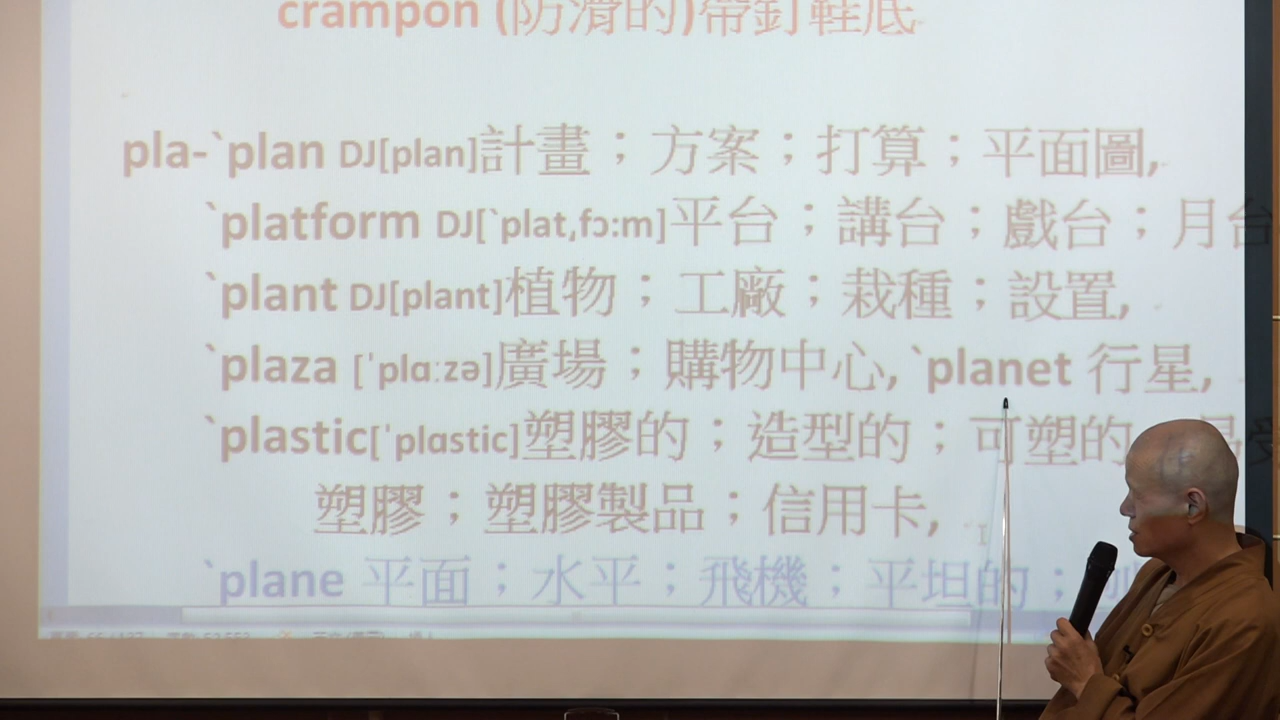 crampon (防滑的)帶釘鞋底
pla-`plan DJ[plan]計畫；方案；打算；平面圖,
`platform DJ[`plat,fɔ:m]平台；講台；戲台；月台
`plant DJ[plant]植物；工廠；栽種；設置,
`plaza [ˈplɑːzə]廣場；購物中心, `planet 行星,
`plastic[ˈplɑstic]塑膠的；造型的；可塑的
塑膠；塑膠製品；信用卡,
`plane 平面；水平；飛機；平坦的；